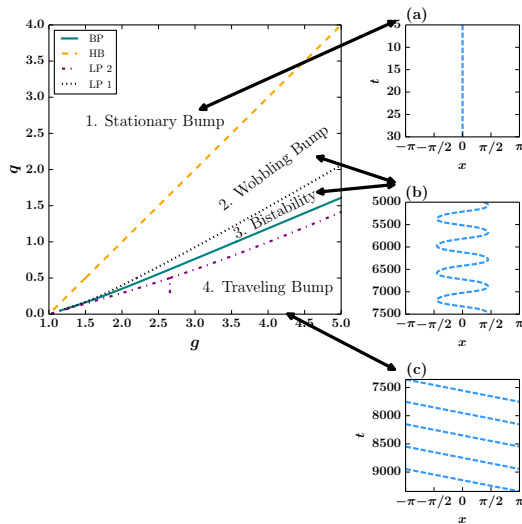 (a)
BP
HB
LP 2
LP 1
4.0
3.5
3.0
2.5
2.0
1.5
1.0
0.5
0.0
q
1. Stationary Bump
2. Wobbling Bump
3. Bistability
4. Traveling Bump
1.0 1.5 2.0 2.5 3.0 3.5 4.0 4.5 5.0
g
5
10
15
20
25
30
t
−π −π/2 0 π/2 π
x
(b)
5000
5500
6000
6500
7000
7500
t
−π −π/2 0 π/2 π
x
(c)
7500
8000
8500
9000
t
−π −π/2 0 π/2 π
x